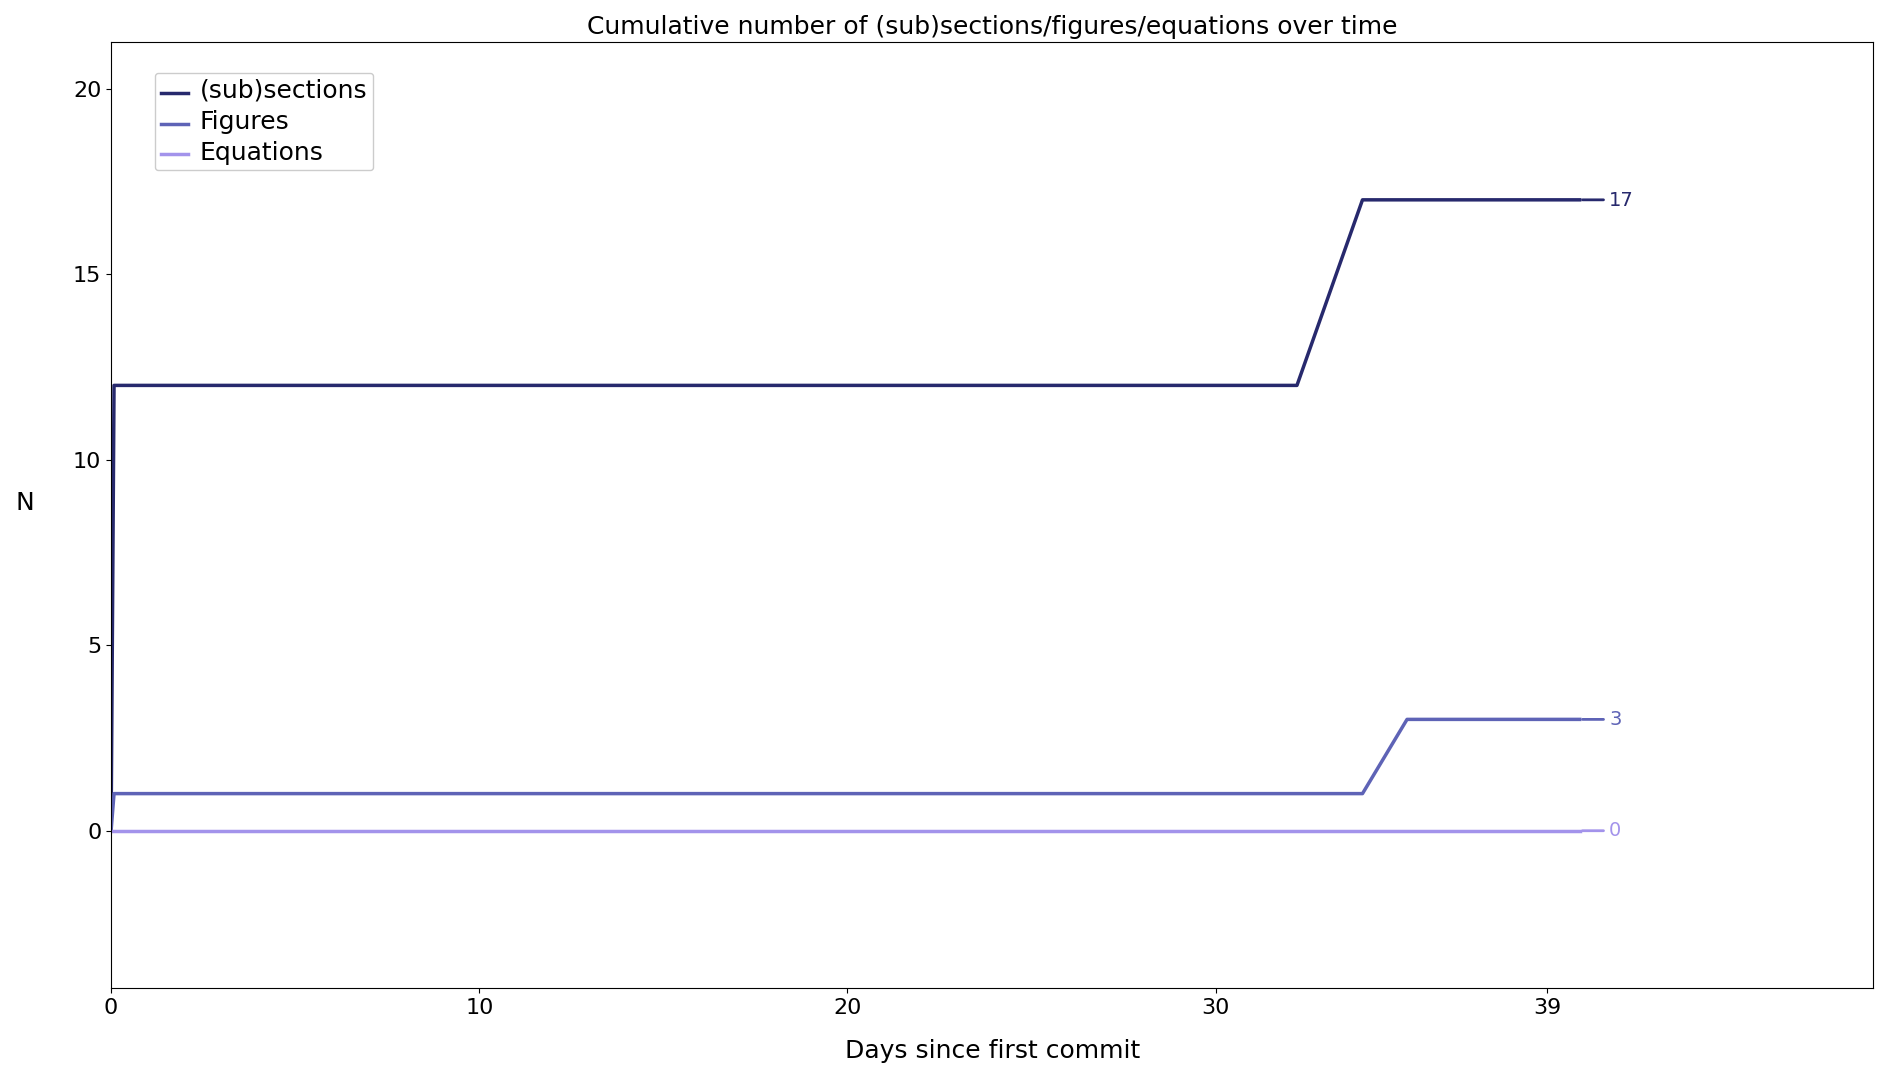 Cumulative number of (sub)sections/figures/equations over time
20
15
10
5
0
N
(sub)sections
Figures
Equations
17
3
0
0
10
20
30
39
Days since first commit